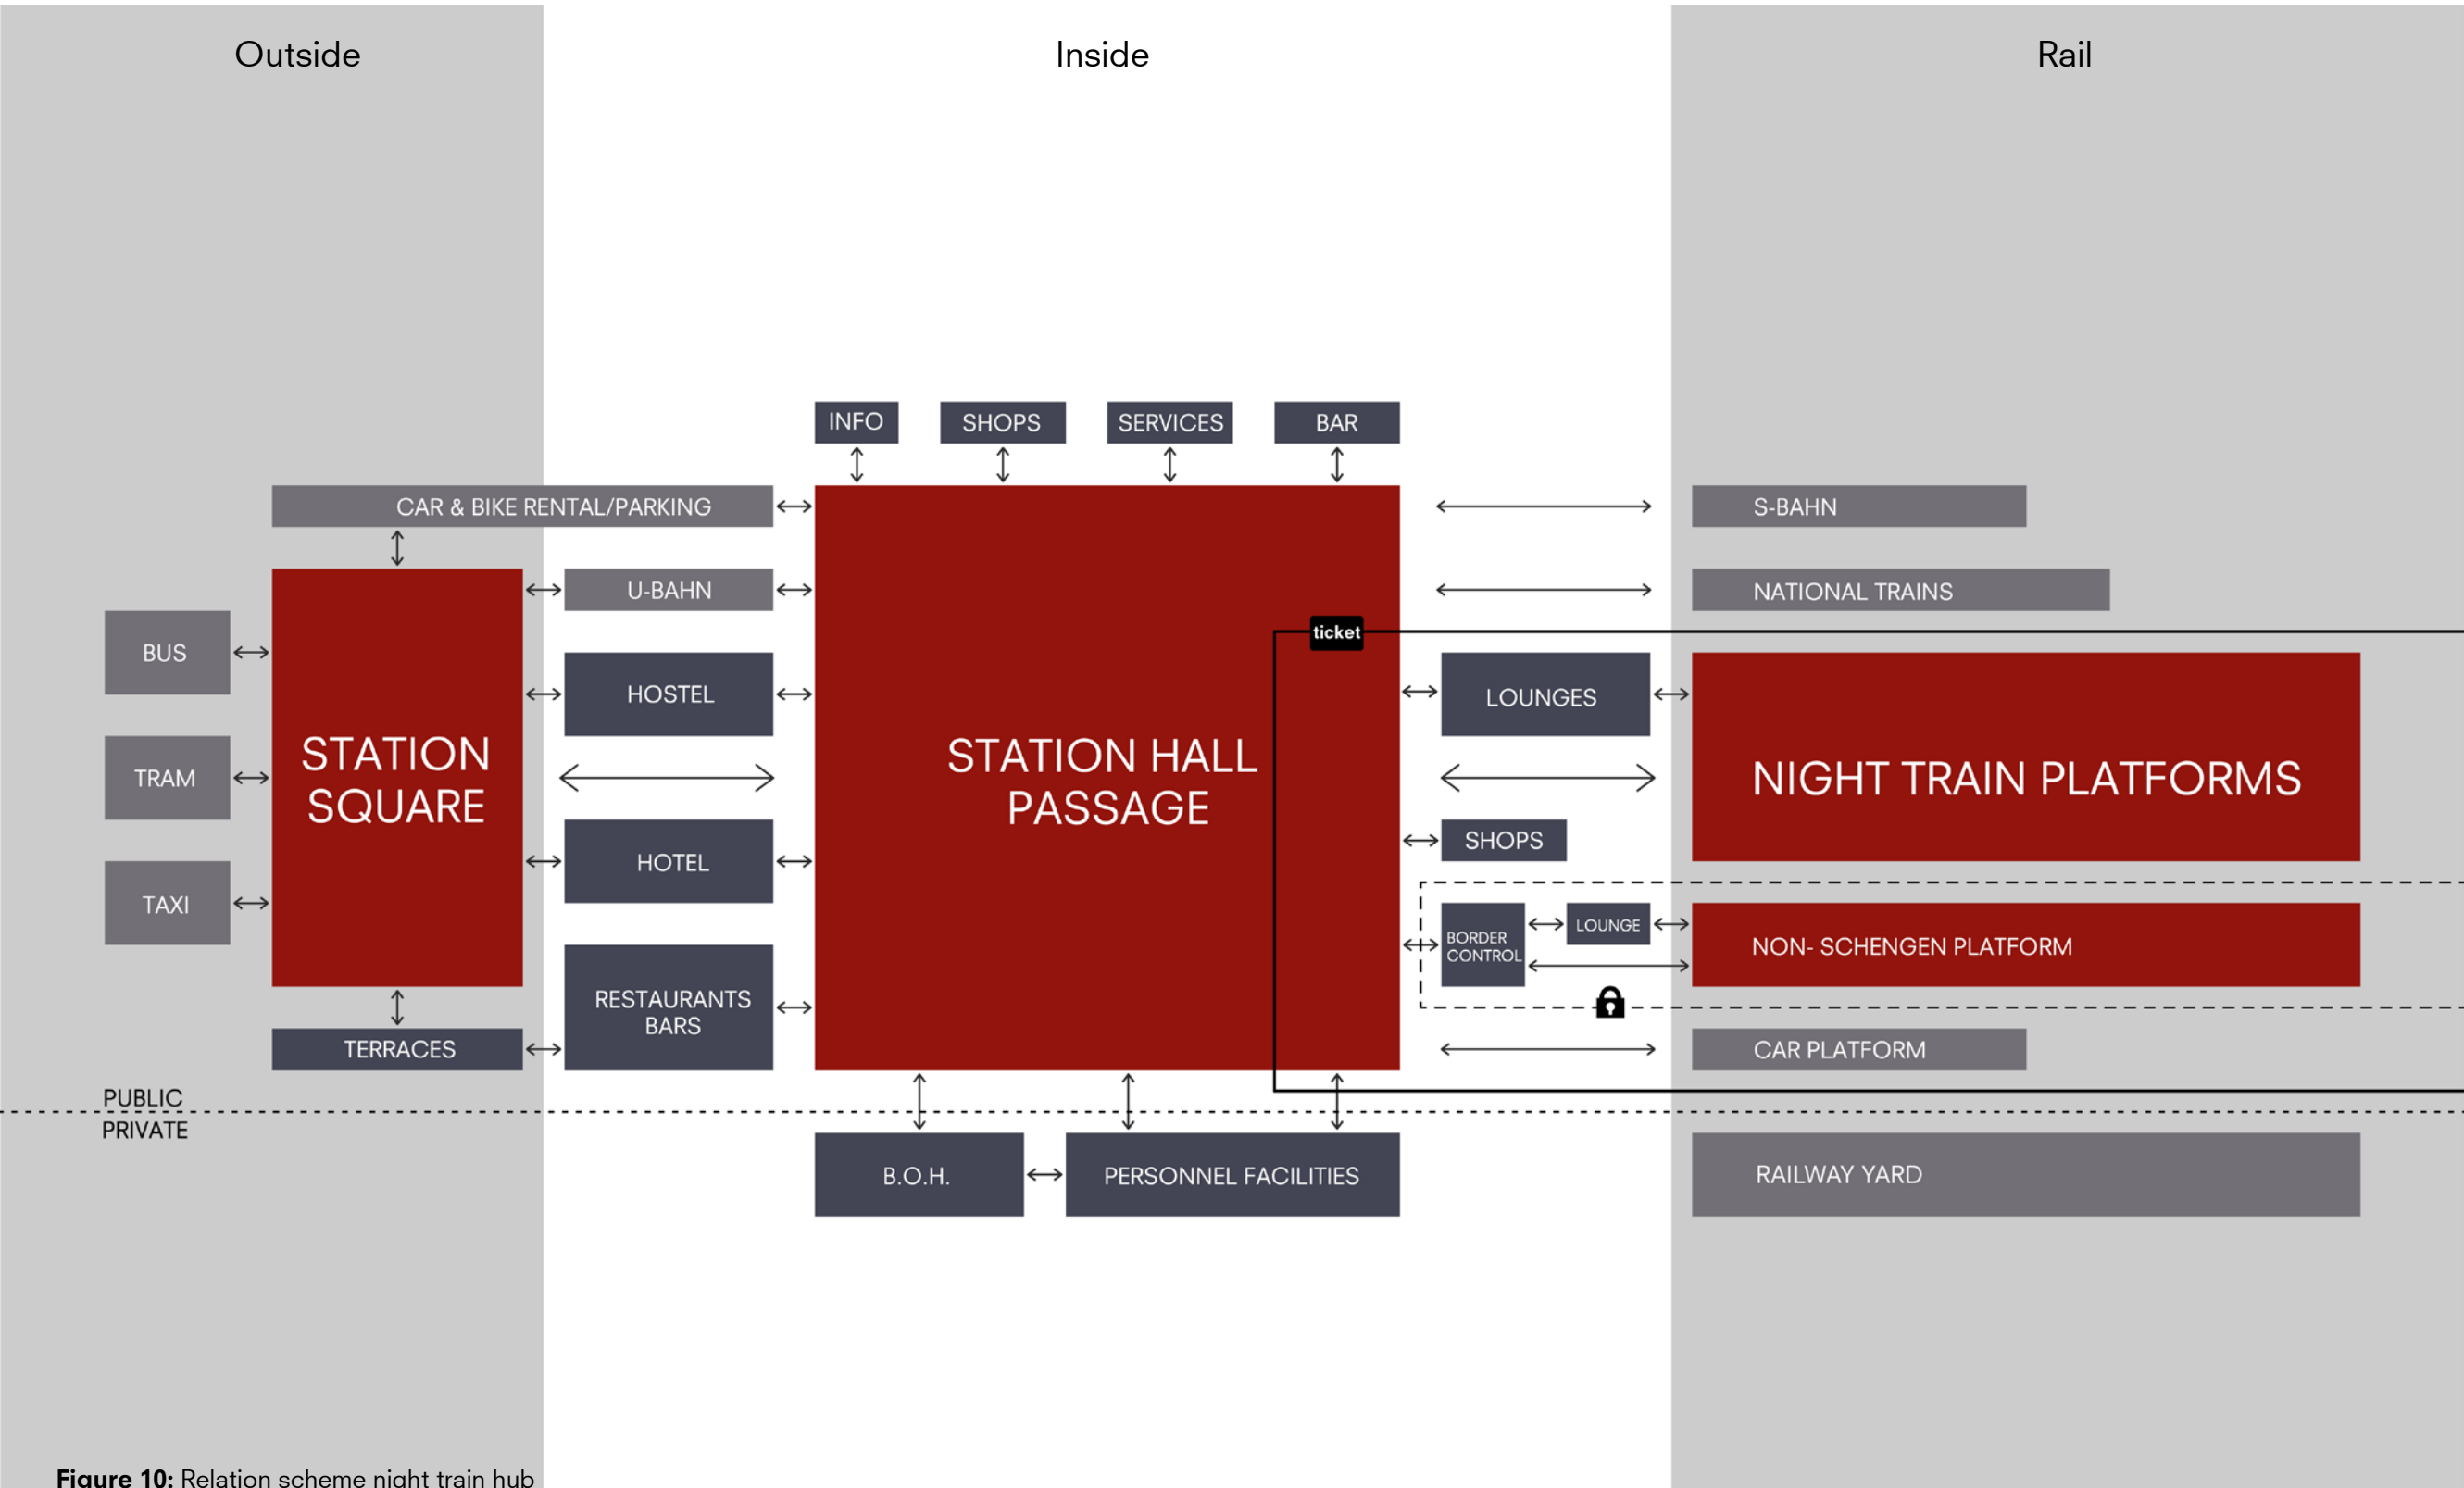 Outside
Inside
Rail
INFO
SHOPS
SERVICES
BAR
CAR & BIKE RENTAL/PARKING
S-BAHN
U-BAHN
NATIONAL TRAINS
ticket
BUS
HOSTEL
LOUNGES
STATION
SQUARE
STATION HALL
PASSAGE
NIGHT TRAIN PLATFORMS
TRAM
SHOPS
HOTEL
TAXI
LOUNGE
BORDER
CONTROL
NON- SCHENGEN PLATFORM
RESTAURANTS
BARS
TERRACES
CAR PLATFORM
PUBLIC
PRIVATE
B.O.H.
PERSONNEL FACILITIES
RAILWAY YARD
Figure 10: Relation scheme night train hub